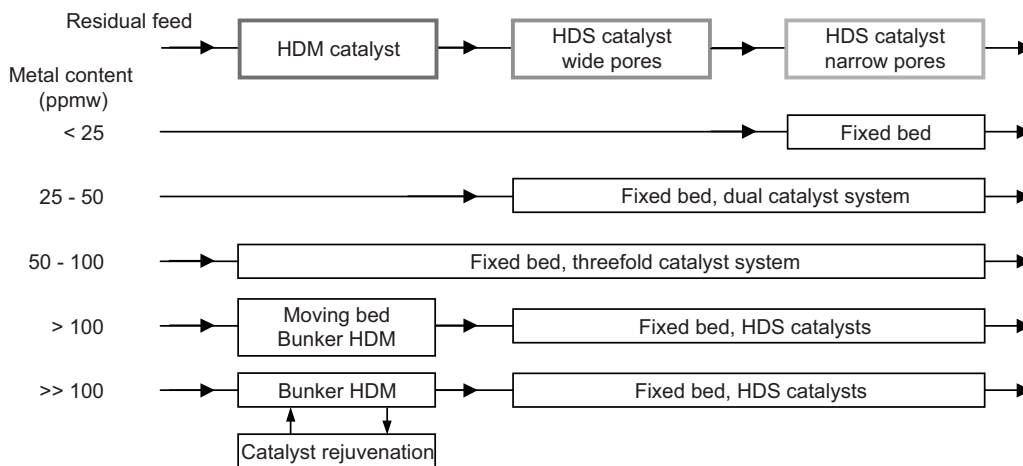 Residual feed
HDM catalyst
HDS catalyst
wide pores
HDS catalyst
narrow pores
Metal content
(ppmw)
< 25
Fixed bed
25 - 50
Fixed bed, dual catalyst system
50 - 100
Fixed bed, threefold catalyst system
> 100
Moving bed
Bunker HDM
Fixed bed, HDS catalysts
>> 100
Bunker HDM
Fixed bed, HDS catalysts
Catalyst rejuvenation